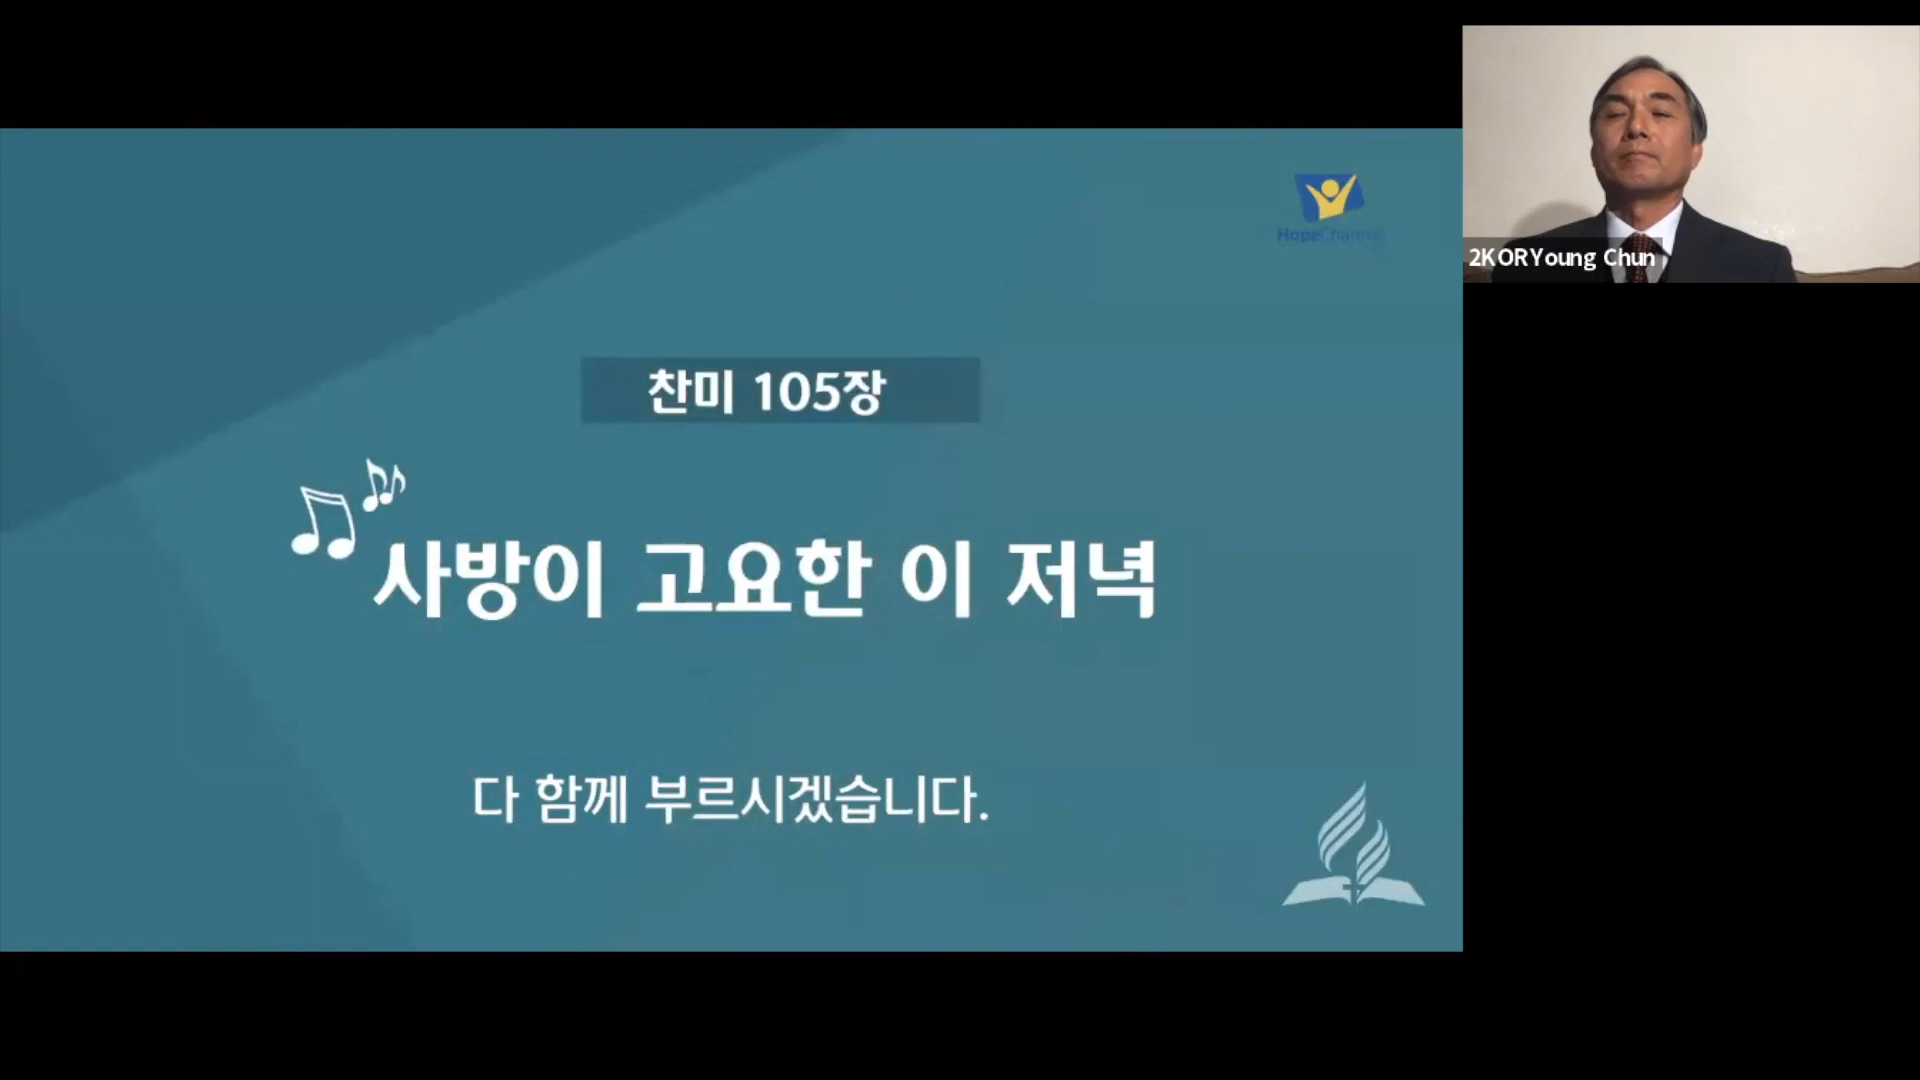 HopeChannel
2KORYoung Chun
찬미 105장
사방이 고요한 이 저녁
다 함께 부르시겠습니다.